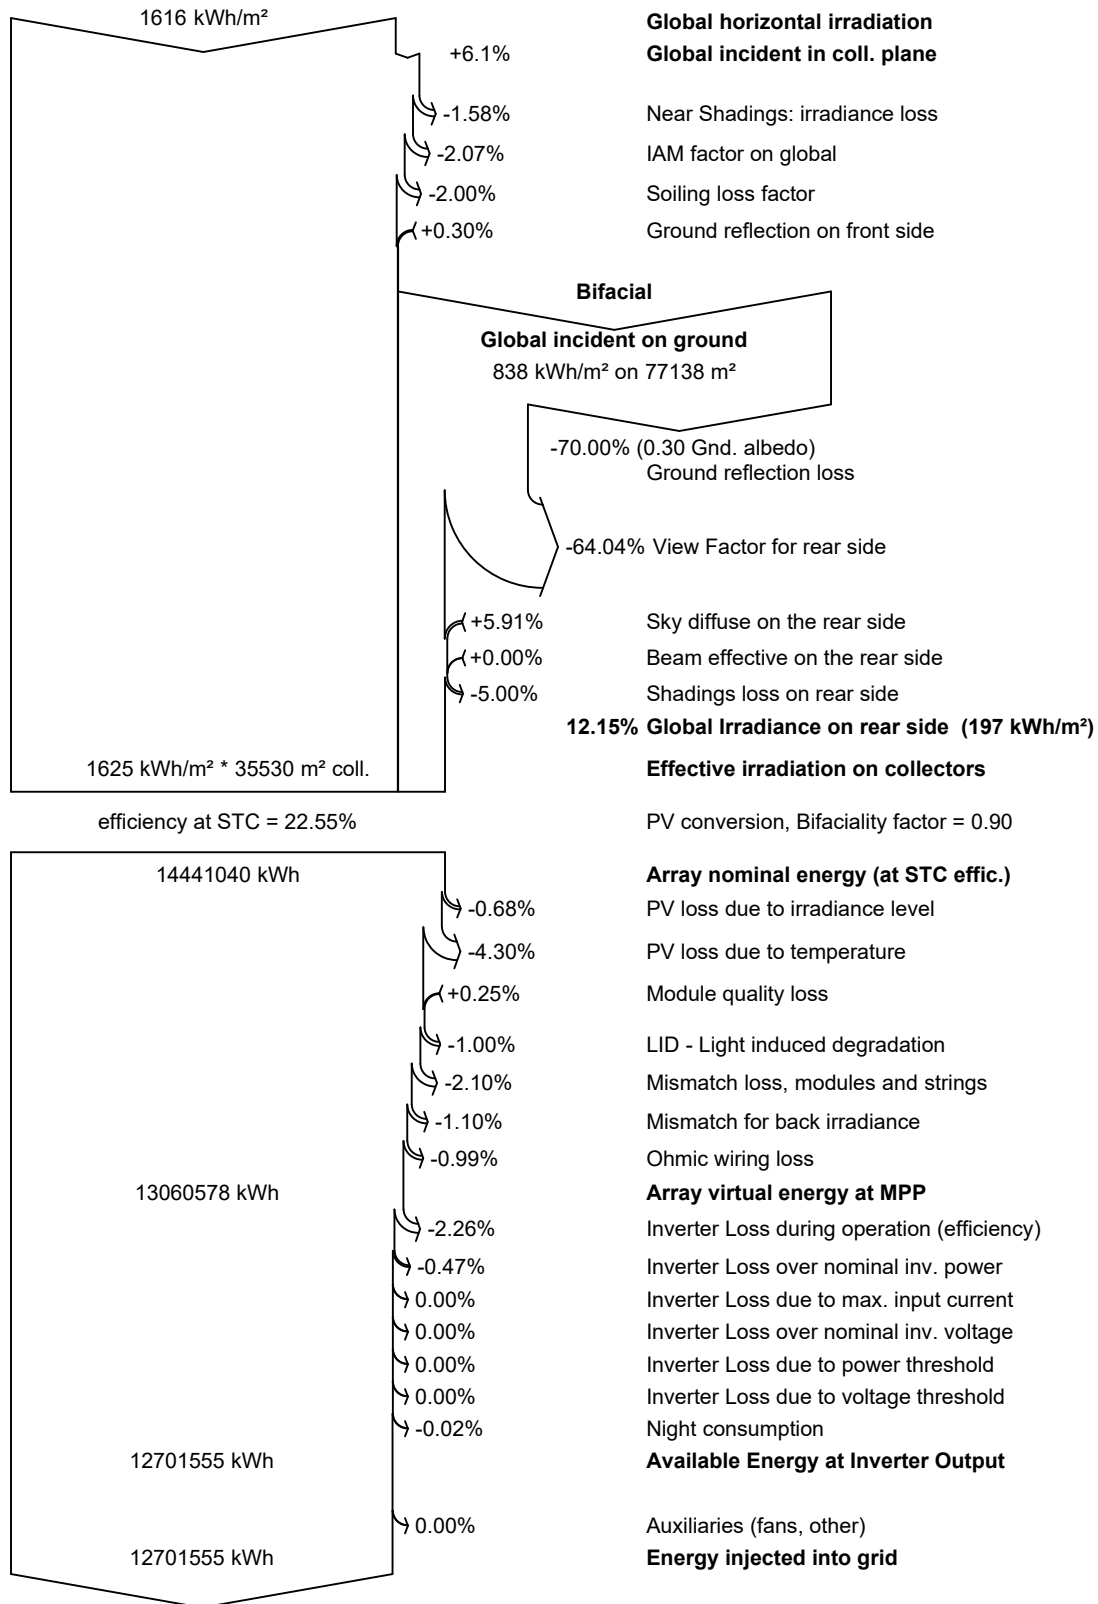 1616 kWh/m² Global horizontal irradiation
+6.1% Global incident in coll. plane
-1.58% Near Shadings: irradiance loss
-2.07% IAM factor on global
-2.00% Soiling loss factor
+0.30% Ground reflection on front side
Bifacial
Global incident on ground
838 kWh/m² on 77138 m²
-70.00% (0.30 Gnd. albedo)
Ground reflection loss
-64.04% View Factor for rear side
+5.91% Sky diffuse on the rear side
+0.00% Beam effective on the rear side
-5.00% Shadings loss on rear side
12.15% Global Irradiance on rear side (197 kWh/m²)
1625 kWh/m² * 35530 m² coll. Effective irradiation on collectors
efficiency at STC = 22.55% PV conversion, Bifaciality factor = 0.90
14441040 kWh Array nominal energy (at STC effic.)
-0.68% PV loss due to irradiance level
-4.30% PV loss due to temperature
+0.25% Module quality loss
-1.00% LID - Light induced degradation
-2.10% Mismatch loss, modules and strings
-1.10% Mismatch for back irradiance
-0.99% Ohmic wiring loss
13060578 kWh Array virtual energy at MPP
-2.26% Inverter Loss during operation (efficiency)
-0.47% Inverter Loss over nominal inv. power
0.00% Inverter Loss due to max. input current
0.00% Inverter Loss over nominal inv. voltage
0.00% Inverter Loss due to power threshold
0.00% Inverter Loss due to voltage threshold
-0.02% Night consumption
12701555 kWh Available Energy at Inverter Output
0.00% Auxiliaries (fans, other)
12701555 kWh Energy injected into grid